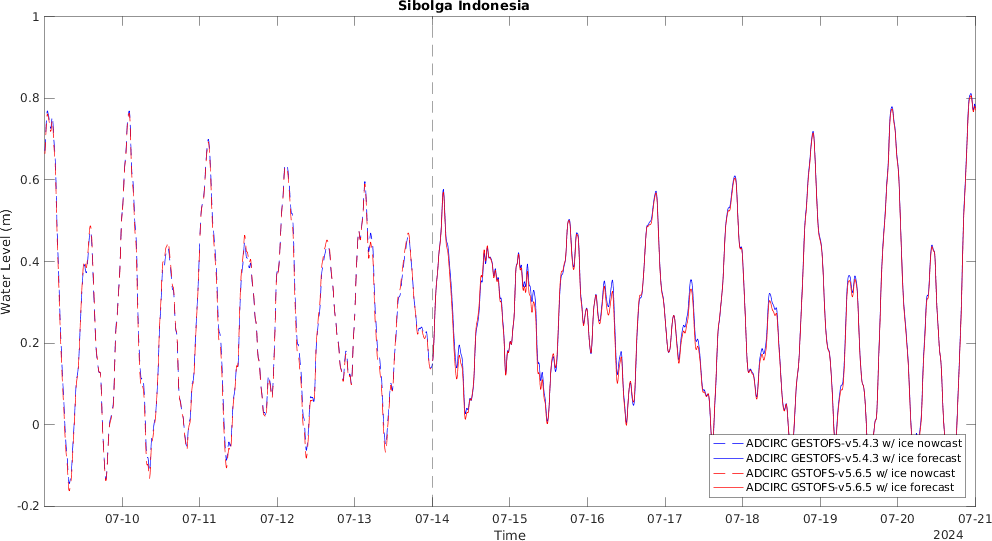 Sibolga Indonesia
1
0.8
0.6
0.4
0.2
0
-0.2
Water Level (m)
07-10 07-11 07-12 07-13 07-14 07-15 07-16 07-17 07-18 07-19 07-20 07-21
Time
2024
ADCIRC GESTOFS-v5.4.3 w/ ice nowcast
ADCIRC GESTOFS-v5.4.3 w/ ice forecast
ADCIRC GSTOFS-v5.6.5 w/ ice nowcast
ADCIRC GSTOFS-v5.6.5 w/ ice forecast